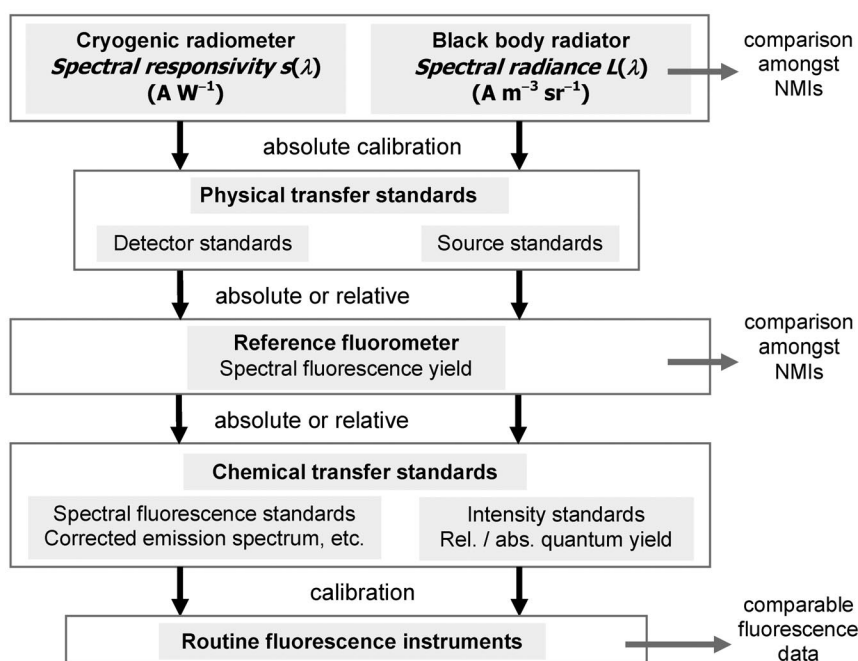 Cryogenic radiometer
Spectral responsivity s(λ)
(A W⁻¹)
Black body radiator
Spectral radiance L(λ)
(A m⁻³ sr⁻¹)
comparison
amongst
NMIs
absolute calibration
Physical transfer standards
Detector standards
Source standards
absolute or relative
Reference fluorometer
Spectral fluorescence yield
comparison
amongst
NMIs
absolute or relative
Chemical transfer standards
Spectral fluorescence standards
Corrected emission spectrum, etc.
Intensity standards
Rel. / abs. quantum yield
calibration
Routine fluorescence instruments
comparable
fluorescence
data